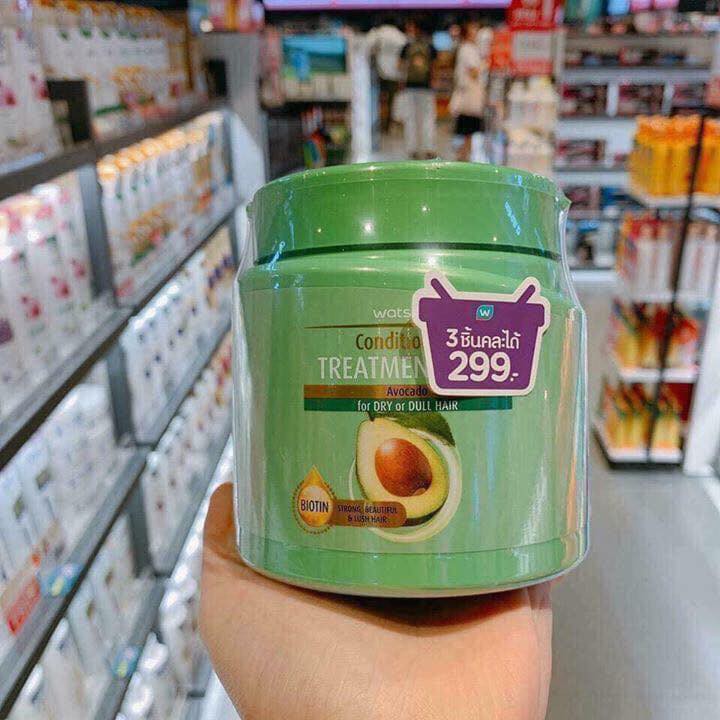 wats
W
Conditio
3 ชิ้นคละได้
TREATMEN
299.-
Avocado
for DRY or DULL HAIR
BIOTIN
STRONG, BEAUTIFUL
& LUSH HAIR